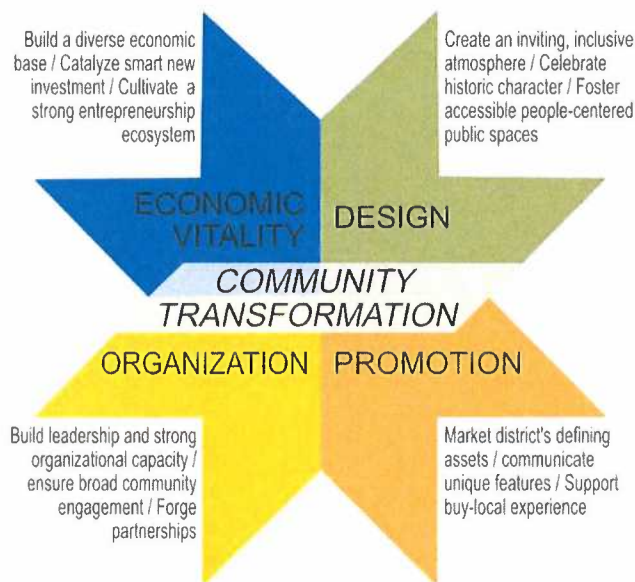 Build a diverse economic
base / Catalyze smart new
investment / Cultivate a
strong entrepreneurship
ecosystem
Create an inviting, inclusive
atmosphere / Celebrate
historic character / Foster
accessible people-centered
public spaces
ECONOMIC
VITALITY
DESIGN
COMMUNITY
TRANSFORMATION
ORGANIZATION
PROMOTION
Build leadership and strong
organizational capacity /
ensure broad community
engagement / Forge
partnerships
Market district's defining
assets / communicate
unique features / Support
buy-local experience